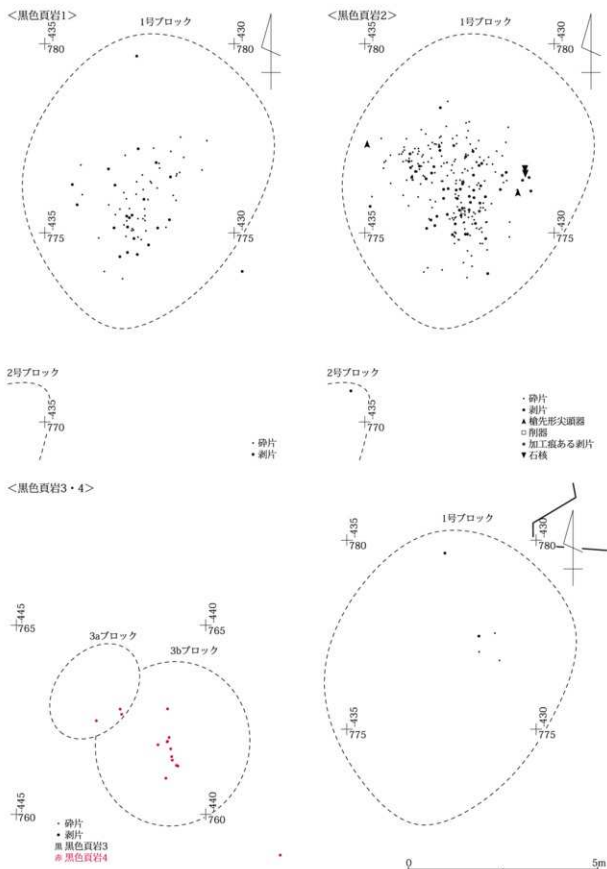 <黒色頁岩1>
1号ブロック
-435
780
-430
780
-435
775
-430
775
2号ブロック
-435
770
・砕片
・剥片
<黒色頁岩2>
1号ブロック
-435
780
-430
780
-435
775
-430
775
2号ブロック
-435
770
・砕片
・剥片
槍先形尖頭器
削器
加工痕ある剥片
石核
<黒色頁岩3・4>
-445
765
-440
765
3aブロック
3bブロック
-445
760
-440
760
・砕片
・剥片
黒 黒色頁岩3
赤 黒色頁岩4
1号ブロック
-435
780
-430
780
-435
775
-430
775
0 5m